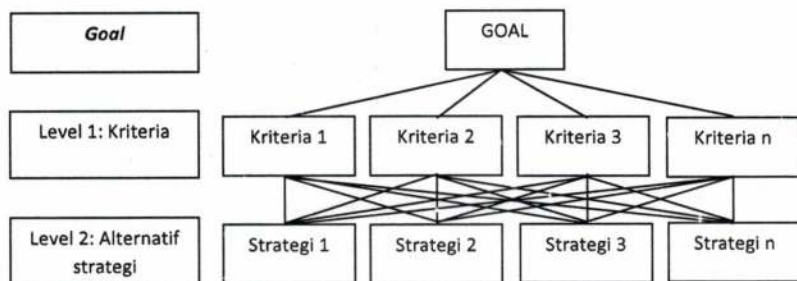 Goal
GOAL
Level 1: Kriteria
Kriteria 1
Kriteria 2
Kriteria 3
Kriteria n
Level 2: Alternatif
strategi
Strategi 1
Strategi 2
Strategi 3
Strategi n